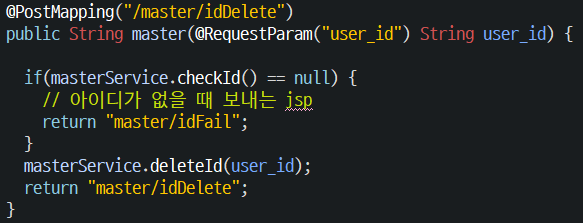 @PostMapping("/master/idDelete")
public String master(@RequestParam("user_id") String user_id) {
if(masterService.checkId() == null) {
// 아이디가 없을 때 보내는 jsp
return "master/idFail";
}
masterService.deleteId(user_id);
return "master/idDelete";
}